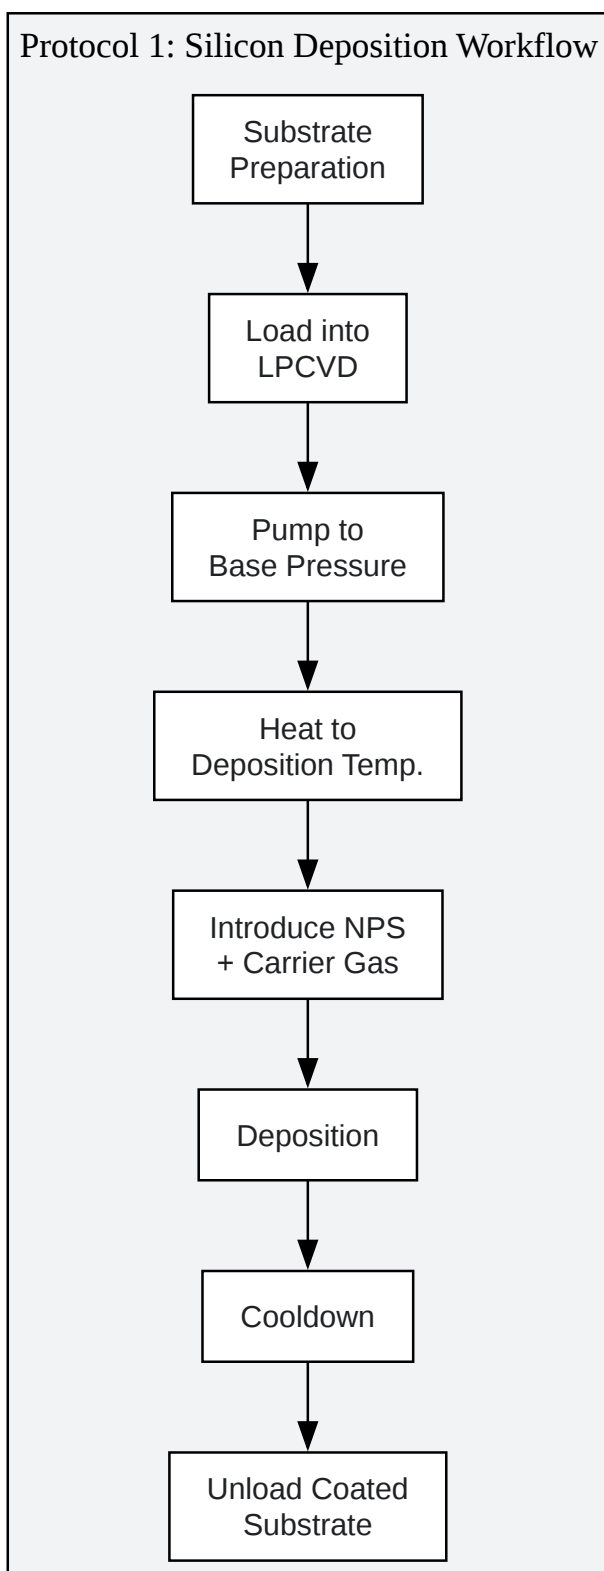 Protocol 1: Silicon Deposition Workflow
Substrate
Preparation
Load into
LPCVD
Pump to
Base Pressure
Heat to
Deposition Temp.
Introduce NPS
+ Carrier Gas
Deposition
Cooldown
Unload Coated
Substrate